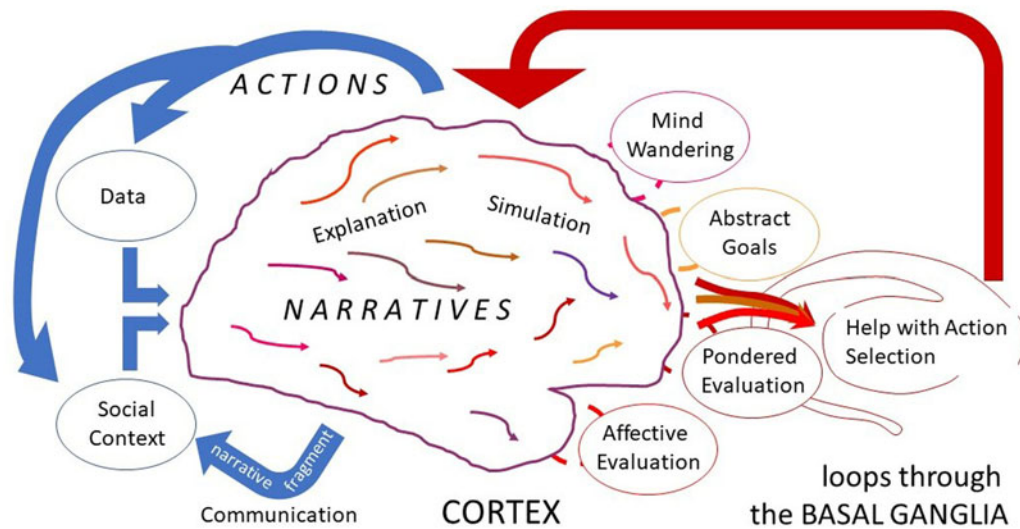 ACTIONS
Data
Social
Context
narrative
fragment
Communication
Explanation
Simulation
NARRATIVES
CORTEX
Mind
Wandering
Abstract
Goals
Pondered
Evaluation
Affective
Evaluation
Help with Action
Selection
loops through
the BASAL GANGLIA